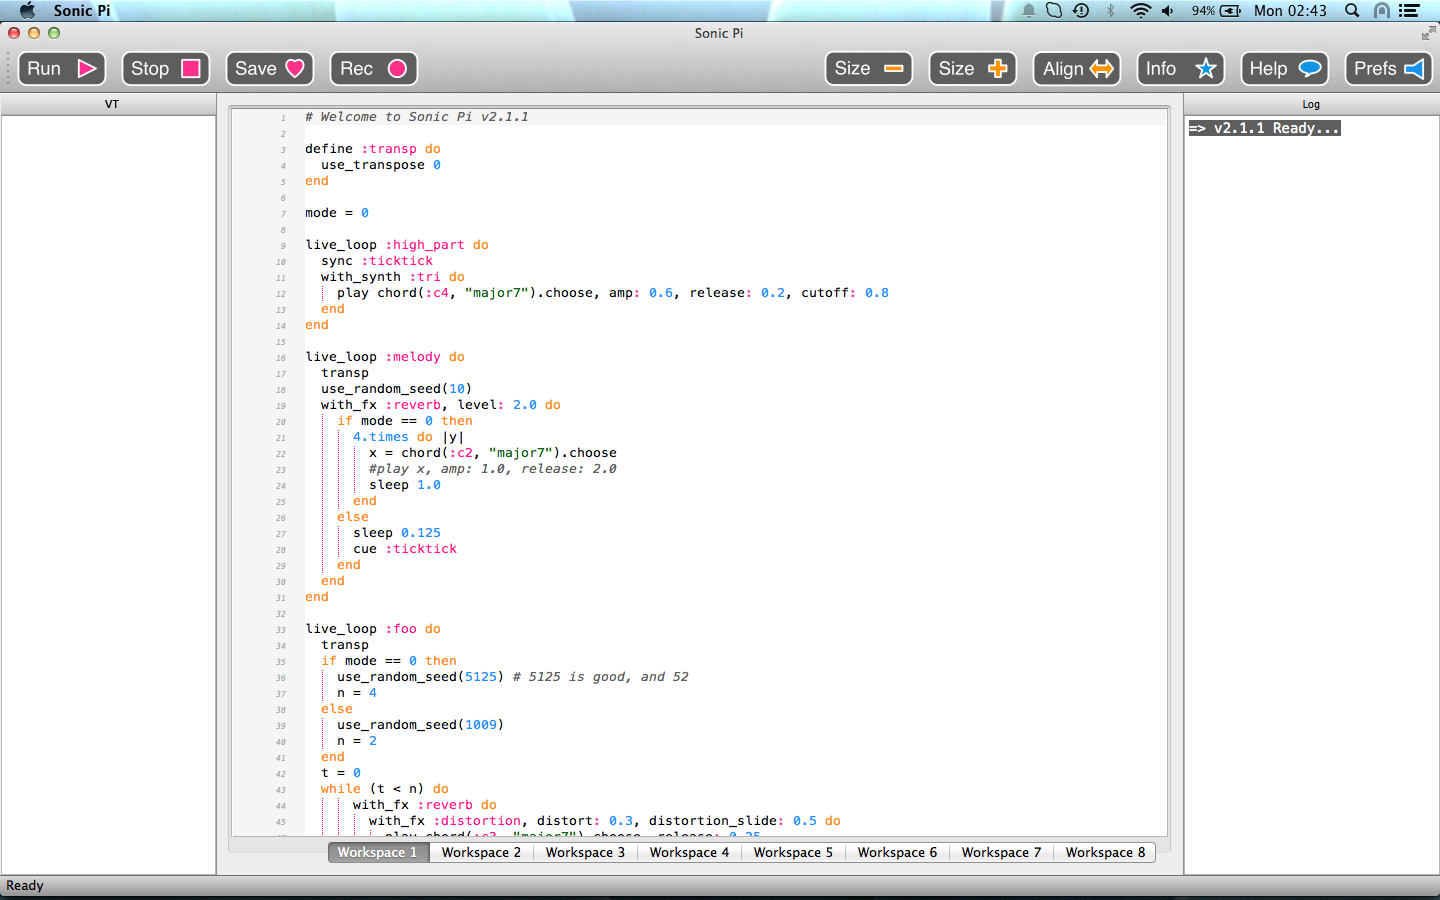 Sonic Pi
94%
Mon 02:43
Sonic Pi
Run
Stop
Save
Rec
Size
Size
Align
Info
Help
Prefs
VT
Log
1 # Welcome to Sonic Pi v2.1.1
2
3 define :transp do
4 use_transpose 0
5 end
6
7 mode = 0
8
9 live_loop :high_part do
10 sync :ticktick
11 with_synth :tri do
12 play chord(:c4, "major7").choose, amp: 0.6, release: 0.2, cutoff: 0.8
13 end
14 end
15
16 live_loop :melody do
17 transp
18 use_random_seed(10)
19 with_fx :reverb, level: 2.0 do
20 if mode == 0 then
21 4.times do |y|
22 x = chord(:c2, "major7").choose
23 #play x, amp: 1.0, release: 2.0
24 sleep 1.0
25 end
26 else
27 sleep 0.125
28 cue :ticktick
29 end
30 end
31 end
32
33 live_loop :foo do
34 transp
35 if mode == 0 then
36 use_random_seed(5125) # 5125 is good, and 52
37 n = 4
38 else
39 use_random_seed(1009)
40 n = 2
41 end
42 t = 0
43 while (t < n) do
44 with_fx :reverb do
45 with_fx :distortion, distort: 0.3, distortion_slide: 0.5 do
play chord(:c3, "major7").choose, release: 0.25
=> v2.1.1 Ready...
Workspace 1
Workspace 2
Workspace 3
Workspace 4
Workspace 5
Workspace 6
Workspace 7
Workspace 8
Ready